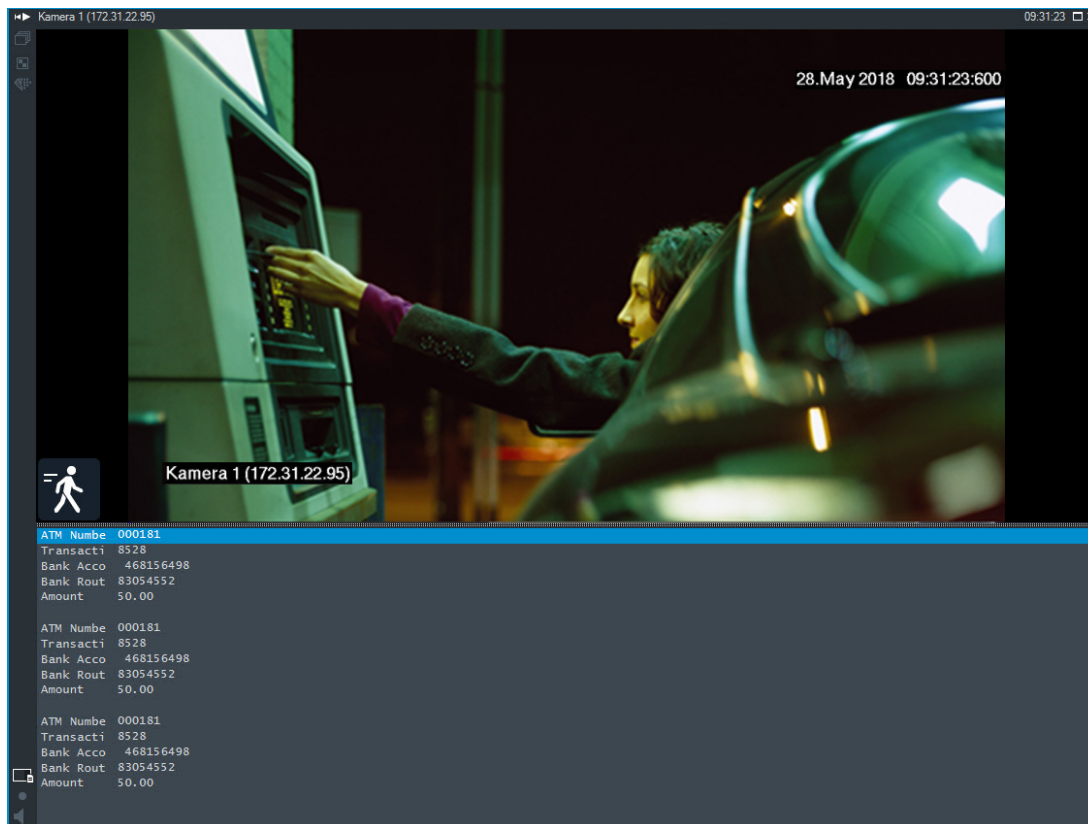 Kamera 1 (172.31.22.95)
09:31:23
28.May 2018 09:31:23:600
Kamera 1 (172.31.22.95)
ATM Numbe 000181
Transacti 8528
Bank Acco 468156498
Bank Rout 83054552
Amount 50.00
ATM Numbe 000181
Transacti 8528
Bank Acco 468156498
Bank Rout 83054552
Amount 50.00
ATM Numbe 000181
Transacti 8528
Bank Acco 468156498
Bank Rout 83054552
Amount 50.00